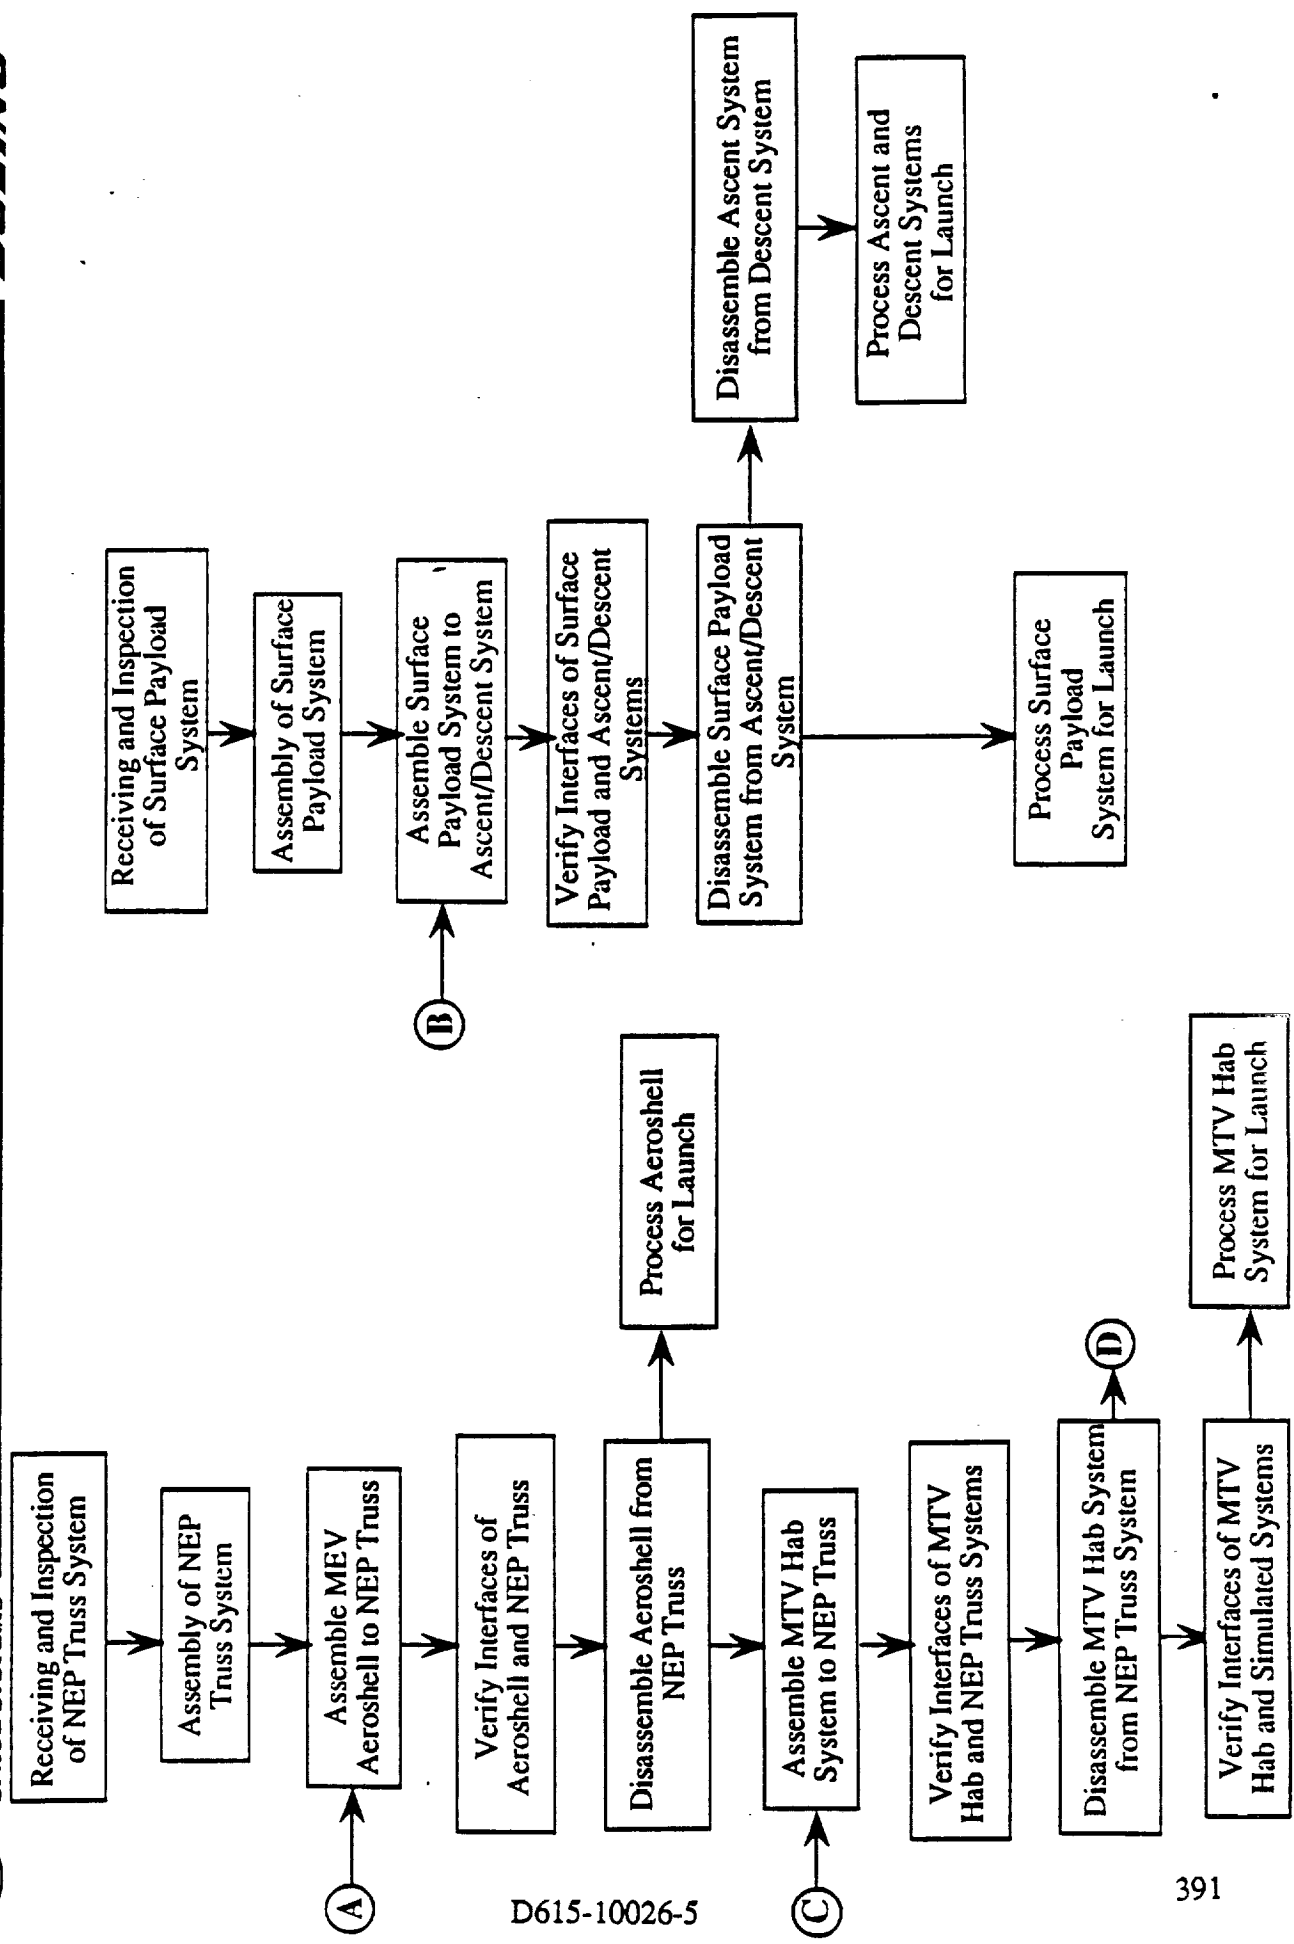 Receiving and Inspection
of NEP Truss System
Assembly of NEP
Truss System
A
Assemble MEV
Aeroshell to NEP Truss
Verify Interfaces of
Aeroshell and NEP Truss
Disassemble Aeroshell from
NEP Truss
Process Aeroshell
for Launch
C
Assemble MTV Hab
System to NEP Truss
Verify Interfaces of MTV
Hab and NEP Truss Systems
Disassemble MTV Hab System
from NEP Truss System
D
Verify Interfaces of MTV
Hab and Simulated Systems
Process MTV Hab
System for Launch
Receiving and Inspection
of Surface Payload
System
Assembly of Surface
Payload System
B
Assemble Surface
Payload System to
Ascent/Descent System
Verify Interfaces of Surface
Payload and Ascent/Descent
Systems
Disassemble Surface Payload
System from Ascent/Descent
System
Process Surface
Payload
System for Launch
Disassemble Ascent System
from Descent System
Process Ascent and
Descent Systems
for Launch
D615-10026-5
391